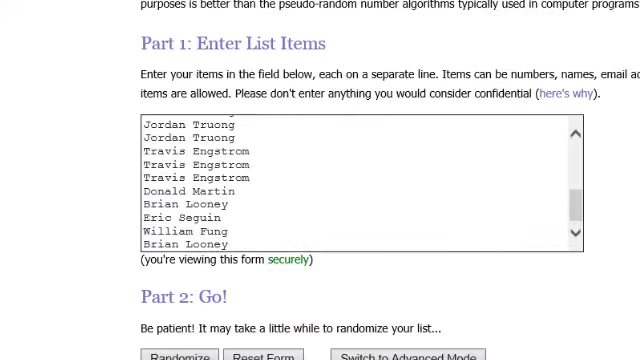 purposes is better than the pseudo-random number algorithms typically used in computer programs
Part 1: Enter List Items
Enter your items in the field below, each on a separate line. Items can be numbers, names, email
items are allowed. Please don't enter anything you would consider confidential (here's why).
Jordan Truong
Jordan Truong
Travis Engstrom
Travis Engstrom
Travis Engstrom
Donald Martin
Brian Looney
Eric Seguin
William Fung
Brian Looney
(you're viewing this form securely)
Part 2: Go!
Be patient! It may take a little while to randomize your list...
Randomize Reset Form Switch to Advanced Mode